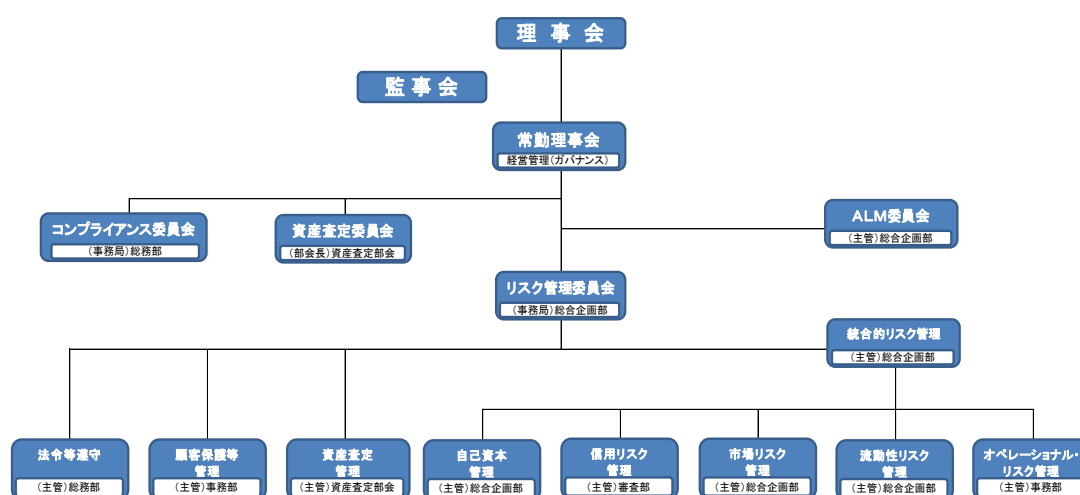 理 事 会
監 事 会
常勤理事会
経営管理(ガバナンス)
コンプライアンス委員会
(事務局)総務部
資産査定委員会
(部会長)資産査定部会
ALM委員会
(主管)総合企画部
リスク管理委員会
(事務局)総合企画部
統合的リスク管理
(主管)総合企画部
法令等遵守
(主管)総務部
顧客保護等
管理
(主管)事務部
資産査定
管理
(主管)資産査定部会
自己資本
管理
(主管)総合企画部
信用リスク
管理
(主管)審査部
市場リスク
管理
(主管)総合企画部
流動性リスク
管理
(主管)総合企画部
オペレーショナル・
リスク管理
(主管)事務部